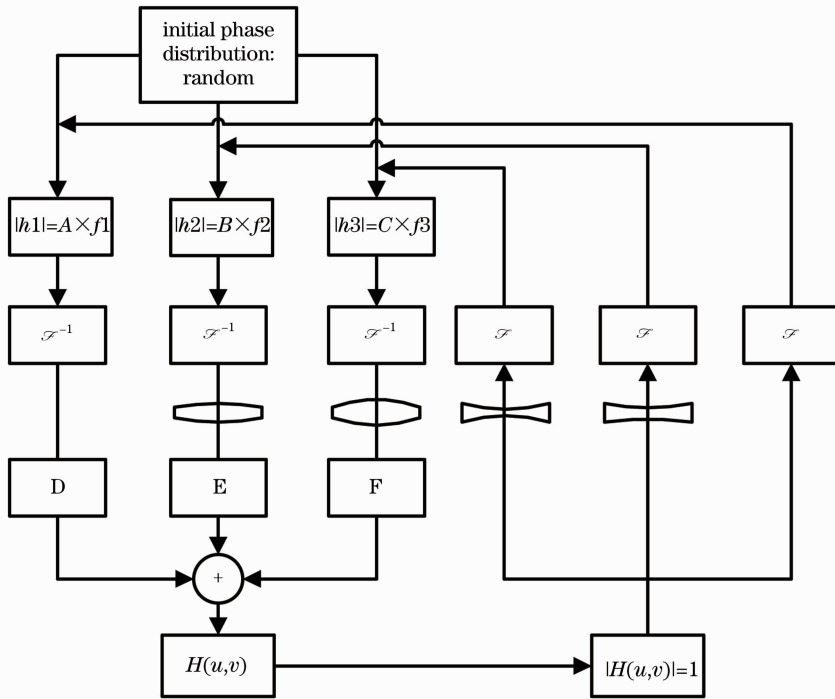 initial phase
distribution:
random
|h1|=A×f1
|h2|=B×f2
|h3|=C×f3
ℱ⁻¹
ℱ⁻¹
ℱ⁻¹
ℱ
ℱ
ℱ
D
E
F
+
H(u,v)
|H(u,v)|=1